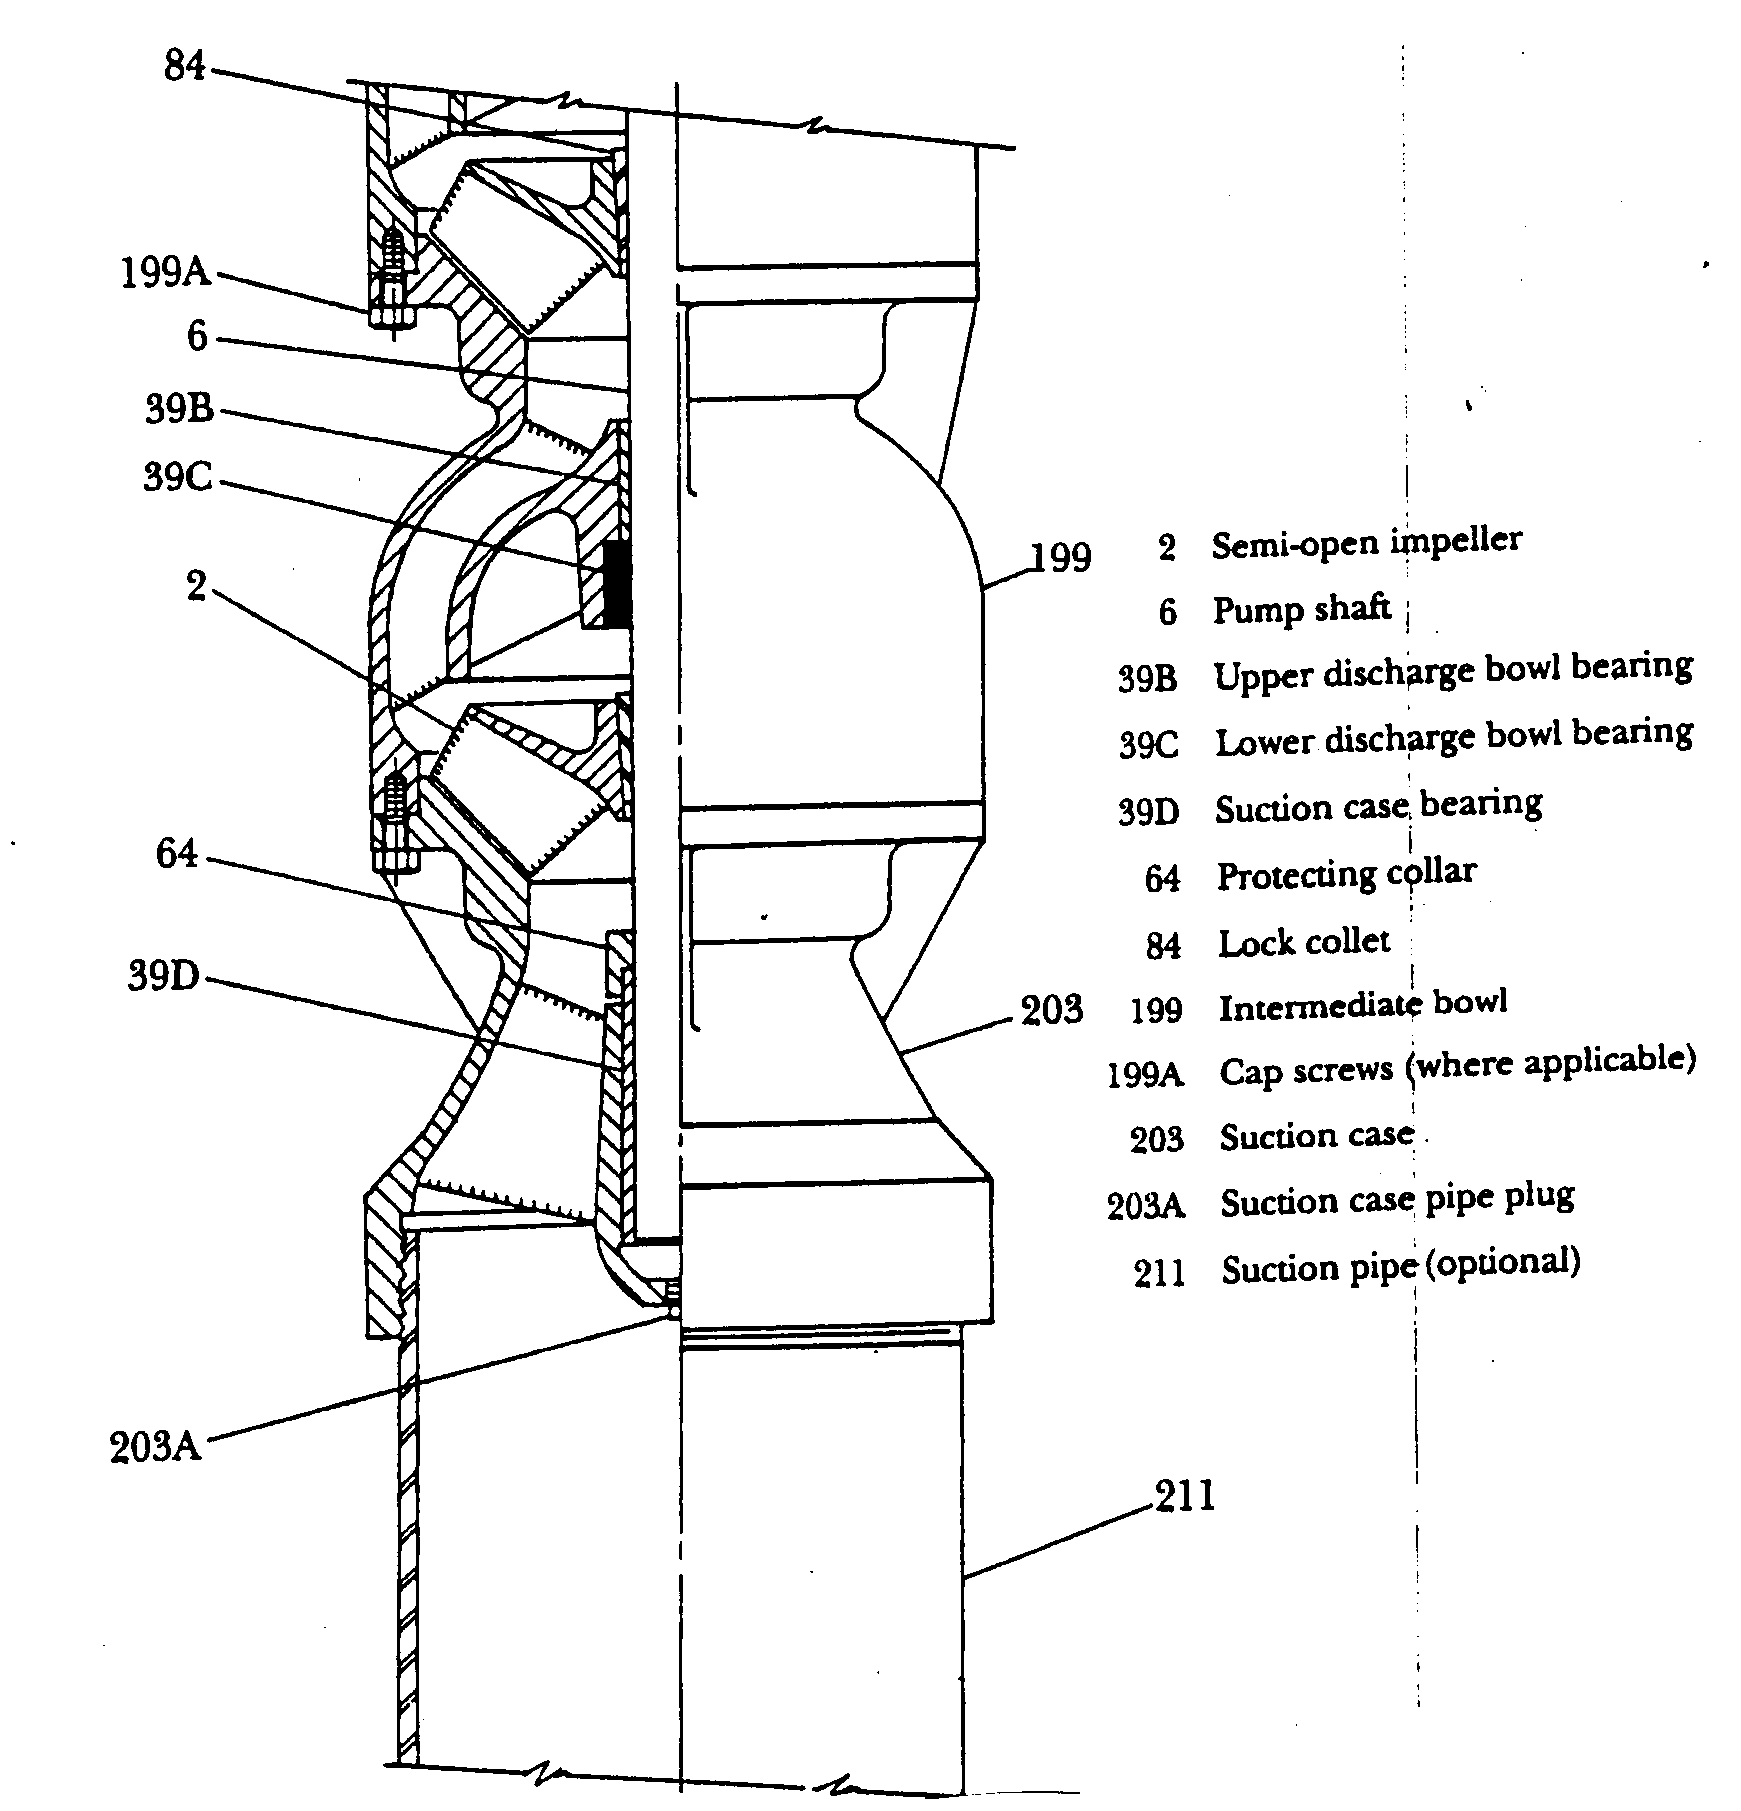 84
199A
6
39B
39C
2
64
39D
203A
199
203
211
2 Semi-open impeller
6 Pump shaft
39B Upper discharge bowl bearing
39C Lower discharge bowl bearing
39D Suction case bearing
64 Protecting collar
84 Lock collet
199 Intermediate bowl
199A Cap screws (where applicable)
203 Suction case
203A Suction case pipe plug
211 Suction pipe (optional)